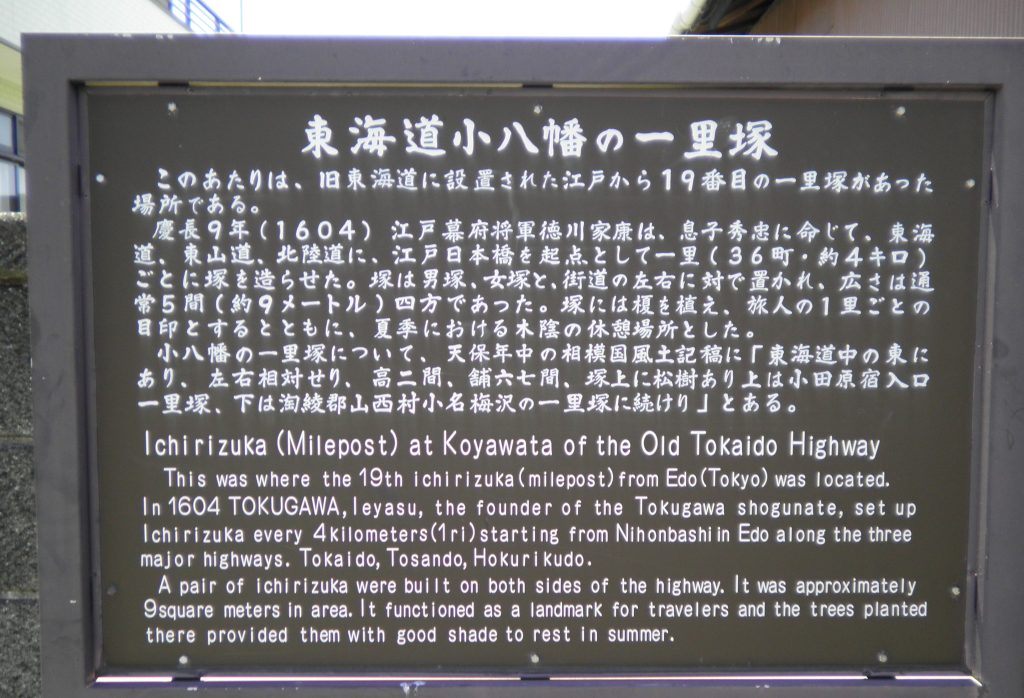 東海道小八幡の一里塚
このあたりは、旧東海道に設置された江戸から19番目の一里塚があった
場所である。
慶長9年(1604) 江戸幕府将軍徳川家康は、息子秀忠に命じて、東海
道、東山道、北陸道に、江戸日本橋を起点として一里(36町・約4キロ)
ごとに塚を造らせた。塚は男塚、女塚と、街道の左右に対で置かれ、広さは通
常5間(約9メートル)四方であった。塚には榎を植え、旅人の1里ごとの
目印とするとともに、夏季における木陰の休憩場所とした。
小八幡の一里塚について、天保年中の相模国風土記稿に「東海道中の東に
あり、左右相対せり、高二間、舗六七間、塚上に松樹あり上は小田原宿入口
一里塚、下は淘綾郡山西村小名梅沢の一里塚に続けり」とある。
Ichirizuka (Milepost) at Koyawata of the Old Tokaido Highway
This was where the 19th ichirizuka(milepost) from Edo(Tokyo) was located.
In 1604 TOKUGAWA, Ieyasu, the founder of the Tokugawa shogunate, set up
Ichirizuka every 4kilometers(1ri) starting from Nihonbashi in Edo along the three
major highways. Tokaido, Tosando, Hokurikudo.
A pair of ichirizuka were built on both sides of the highway. It was approximately
9square meters in area. It functioned as a landmark for travelers and the trees planted
there provided them with good shade to rest in summer.